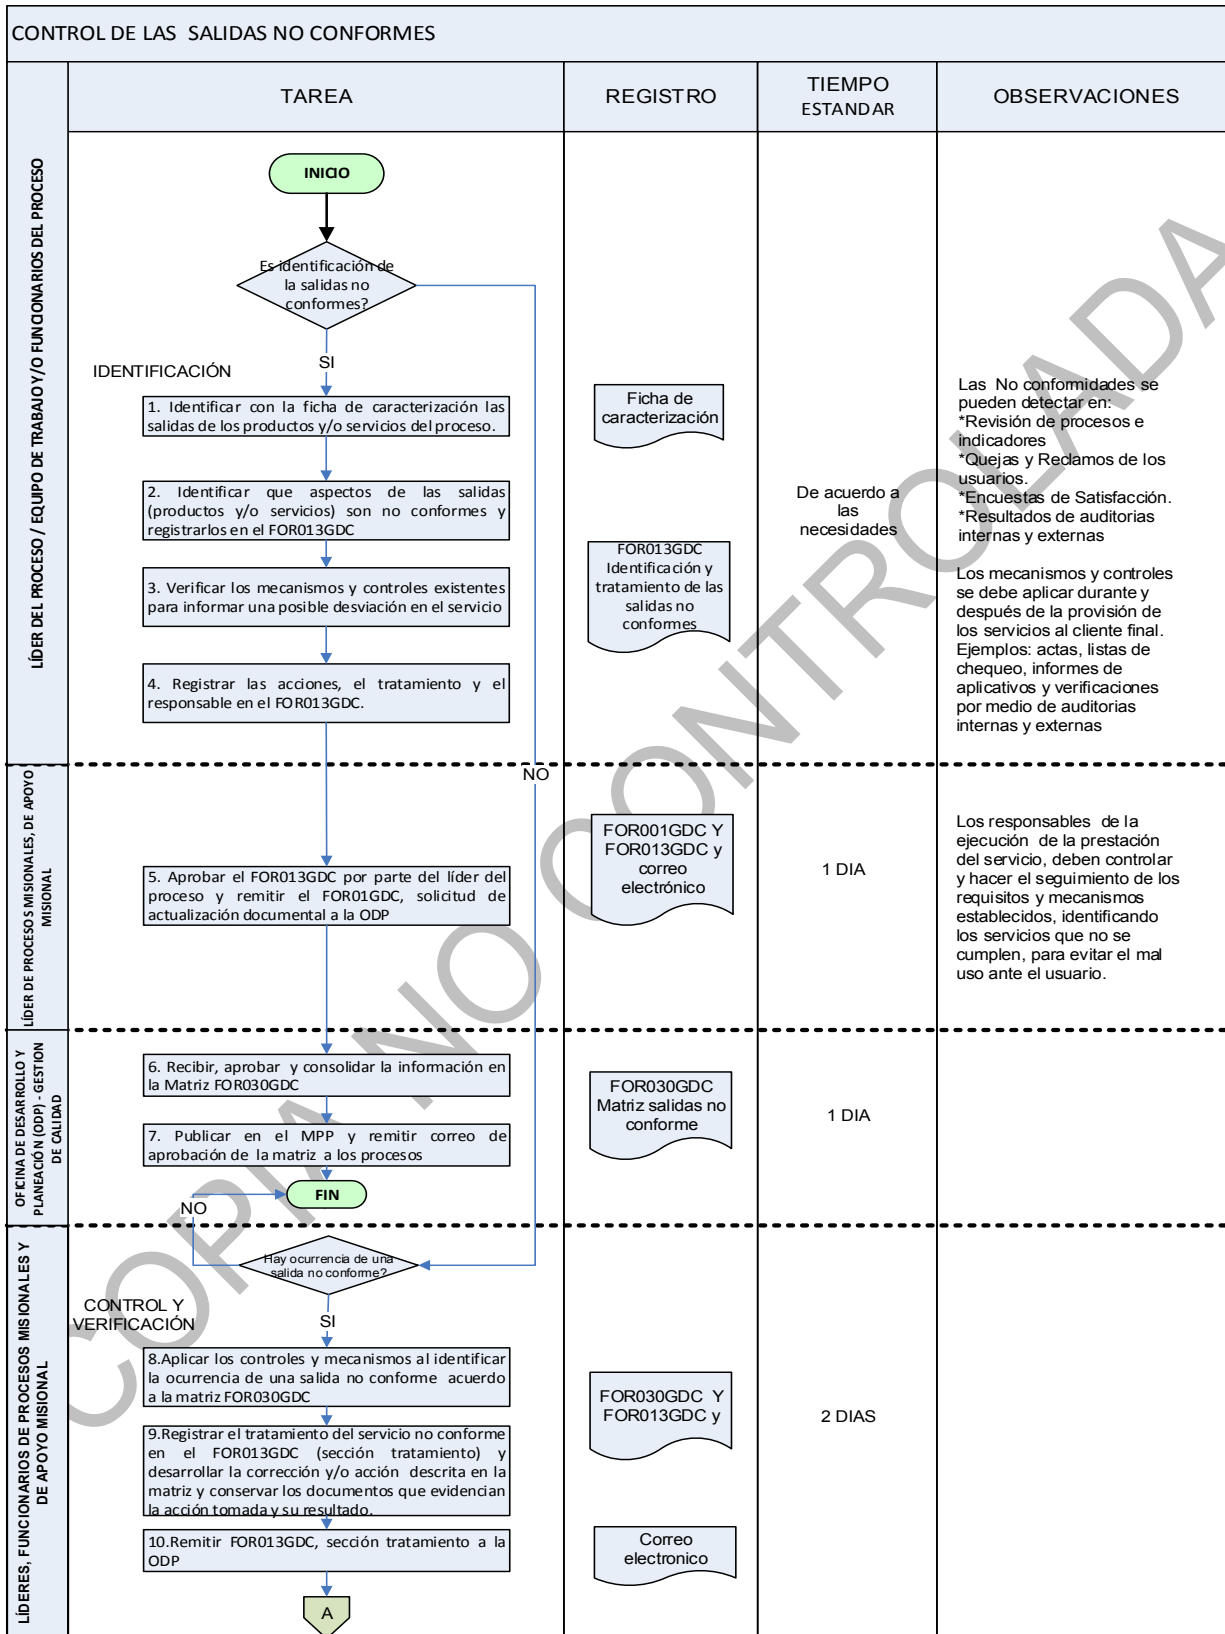 CONTROL DE LAS  SALIDAS NO CONFORMES
TAREA
REGISTRO
TIEMPO
ESTANDAR
OBSERVACIONES
LÍDER DEL PROCESO / EQUIPO DE TRABAJO Y/O FUNCIONARIOS DEL PROCESO
INICIO
Es identificación de
la salidas no
conformes?
SI
IDENTIFICACIÓN
1. Identificar con la ficha de caracterización las
salidas de los productos y/o servicios del proceso.
2. Identificar que aspectos de las salidas
(productos y/o servicios) son no conformes y
registrarlos en el FOR013GDC
3. Verificar los mecanismos y controles existentes
para informar una posible desviación en el servicio
4. Registrar las acciones, el tratamiento y el
responsable en el FOR013GDC.
Ficha de
caracterización
FOR013GDC
Identificación y
tratamiento de las
salidas no
conformes
De acuerdo a
las
necesidades
Las  No conformidades se
pueden detectar en:
*Revisión de procesos e
indicadores
*Quejas y Reclamos de los
usuarios.
*Encuestas de Satisfacción.
*Resultados de auditorias
internas y externas
Los mecanismos y controles
se debe aplicar durante y
después de la provisión de
los servicios al cliente final.
Ejemplos: actas, listas de
chequeo, informes de
aplicativos y verificaciones
por medio de auditorias
internas y externas
NO
LÍDER DE PROCESOS MISIONALES, DE APOYO
MISIONAL
5. Aprobar el FOR013GDC por parte del líder del
proceso y remitir el FOR01GDC, solicitud de
actualización documental a la ODP
FOR001GDC Y
FOR013GDC y
correo
electrónico
1 DIA
Los responsables  de la
ejecución  de la prestación
del servicio, deben controlar
y hacer el seguimiento de los
requisitos y mecanismos
establecidos, identificando
los servicios que no se
cumplen, para evitar el mal
uso ante el usuario.
OFICINA DE DESARROLLO Y
PLANEACIÓN (ODP) - GESTION
DE CALIDAD
6. Recibir, aprobar  y consolidar la información en
la Matriz FOR030GDC
7. Publicar en el MPP y remitir correo de
aprobación de la matriz a los procesos
FIN
NO
FOR030GDC
Matriz salidas no
conforme
1 DIA
LÍDERES, FUNCIONARIOS DE PROCESOS MISIONALES Y
DE APOYO MISIONAL
Hay ocurrencia de una
salida no conforme?
CONTROL Y
VERIFICACIÓN
SI
8.Aplicar los controles y mecanismos al identificar
la ocurrencia de una salida no conforme  acuerdo
a la matriz FOR030GDC
9.Registrar el tratamiento del servicio no conforme
en el FOR013GDC (sección tratamiento) y
desarrollar la corrección y/o acción  descrita en la
matriz y conservar los documentos que evidencian
la acción tomada y su resultado.
10.Remitir FOR013GDC, sección tratamiento a la
ODP
A
FOR030GDC  Y
FOR013GDC y
2 DIAS
Correo
electronico
COPIA NO CONTROLADA